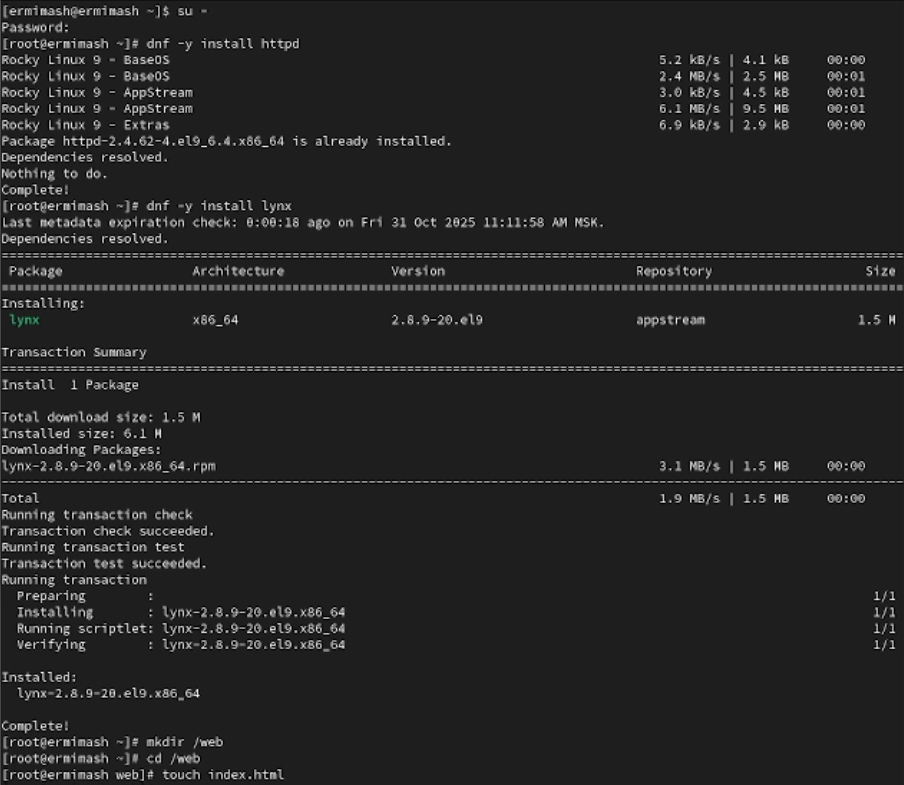 [ermimash@ermimash ~]$ su -
Password:
[root@ermimash ~]# dnf -y install httpd
Rocky Linux 9 - BaseOS 5.2 kB/s | 4.1 kB 00:00
Rocky Linux 9 - BaseOS 2.4 MB/s | 2.5 MB 00:01
Rocky Linux 9 - AppStream 3.0 kB/s | 4.5 kB 00:01
Rocky Linux 9 - AppStream 6.1 MB/s | 9.5 MB 00:01
Rocky Linux 9 - Extras 6.9 kB/s | 2.9 kB 00:00
Package httpd-2.4.62-4.el9_6.4.x86_64 is already installed.
Dependencies resolved.
Nothing to do.
Complete!
[root@ermimash ~]# dnf -y install lynx
Last metadata expiration check: 0:00:18 ago on Fri 31 Oct 2025 11:11:58 AM MSK.
Dependencies resolved.
Package Architecture Version Repository Size
Installing:
lynx x86_64 2.8.9-20.el9 appstream 1.5 M
Transaction Summary
Install 1 Package
Total download size: 1.5 M
Installed size: 6.1 M
Downloading Packages:
lynx-2.8.9-20.el9.x86_64.rpm 3.1 MB/s | 1.5 MB 00:00
Total 1.9 MB/s | 1.5 MB 00:00
Running transaction check
Transaction check succeeded.
Running transaction test
Transaction test succeeded.
Running transaction
Preparing : 1/1
Installing : lynx-2.8.9-20.el9.x86_64 1/1
Running scriptlet: lynx-2.8.9-20.el9.x86_64 1/1
Verifying : lynx-2.8.9-20.el9.x86_64 1/1
Installed:
lynx-2.8.9-20.el9.x86_64
Complete!
[root@ermimash ~]# mkdir /web
[root@ermimash ~]# cd /web
[root@ermimash web]# touch index.html